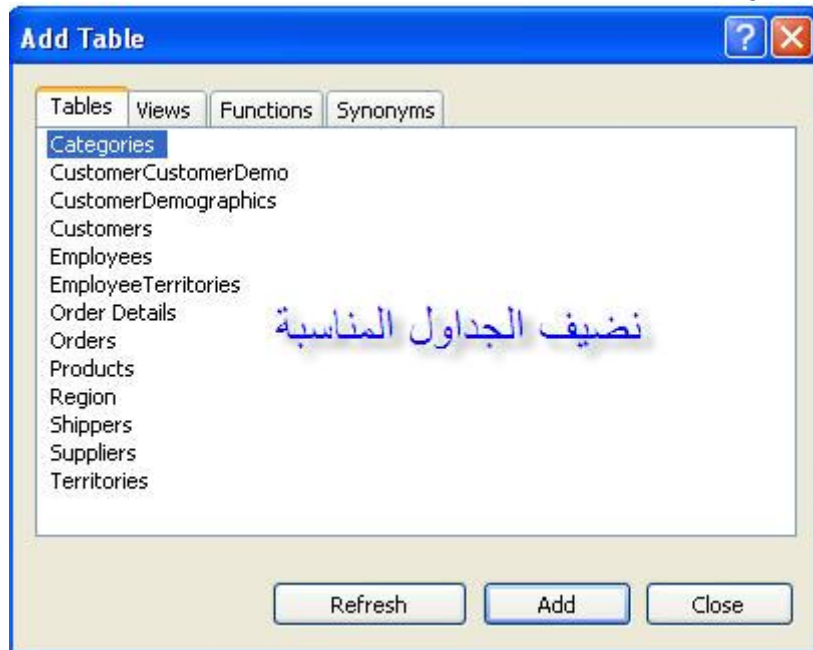 Add Table
Tables Views Functions Synonyms
Categories
CustomerCustomerDemo
CustomerDemographics
Customers
Employees
EmployeeTerritories
Order Details
Orders
Products
Region
Shippers
Suppliers
Territories
نضيف الجداول المناسبة
Refresh Add Close